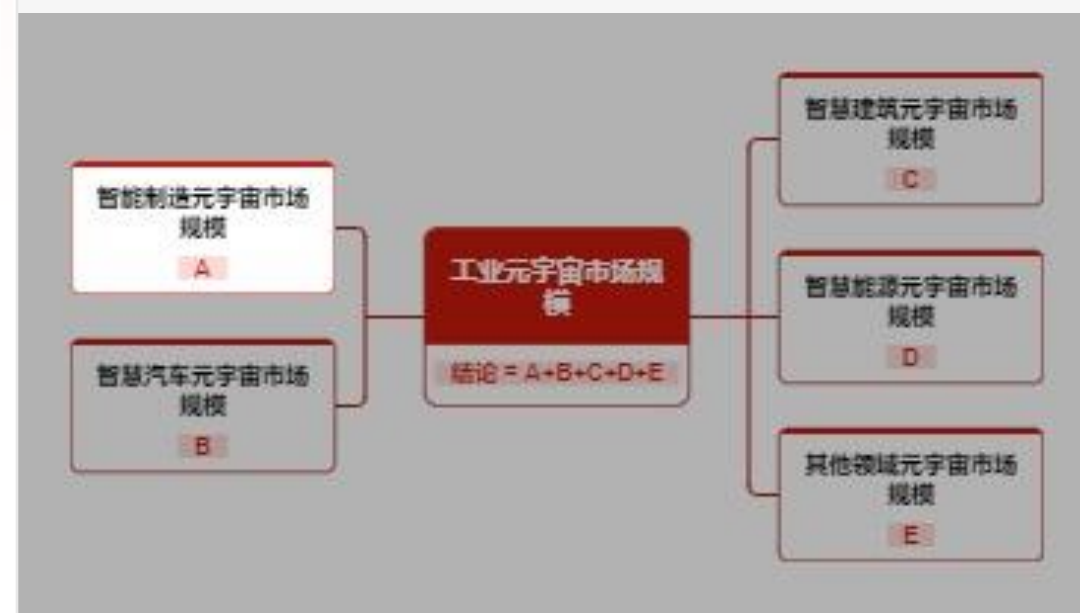 智能制造元宇宙市场
规模
A
智慧汽车元宇宙市场
规模
B
工业元宇宙市场规
模
结论 = A+B+C+D+E
智慧建筑元宇宙市场
规模
C
智慧能源元宇宙市场
规模
D
其他领域元宇宙市场
规模
E